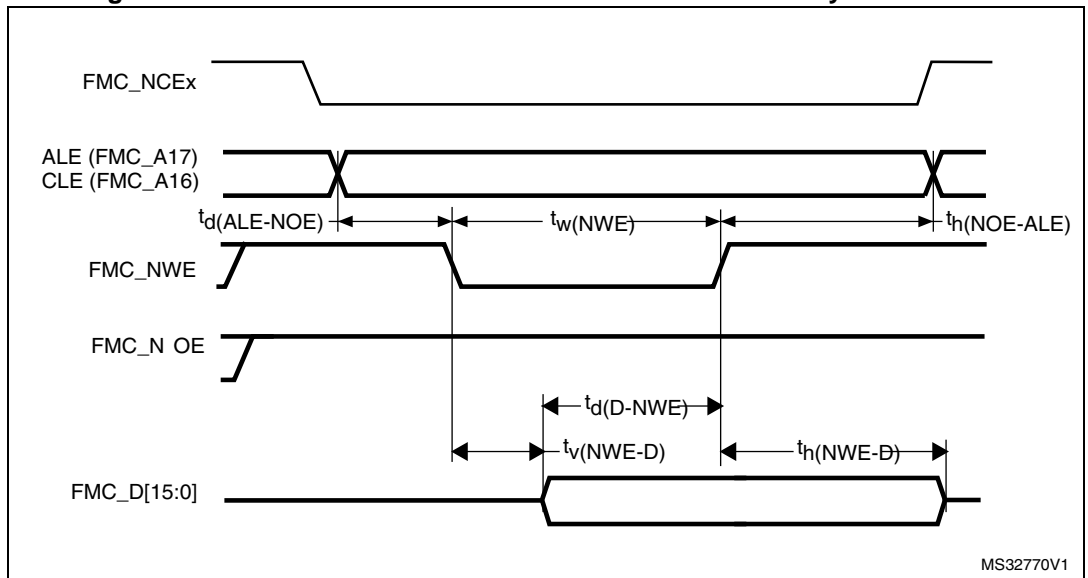 FMC_NCEx
ALE (FMC_A17)
CLE (FMC_A16)
td(ALE-NOE)
tw(NWE)
th(NOE-ALE)
FMC_NWE
FMC_N OE
td(D-NWE)
tv(NWE-D)
th(NWE-D)
FMC_D[15:0]
MS32770V1